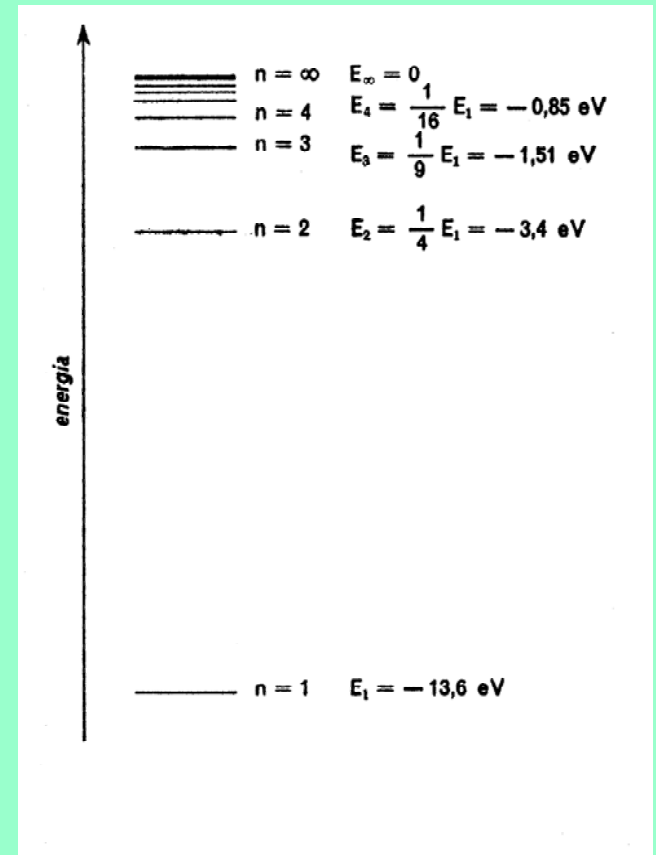 n = ∞ E∞ = 0
n = 4 E₄ = 1/16 E₁ = — 0,85 eV
n = 3 E₃ = 1/9 E₁ = — 1,51 eV
n = 2 E₂ = 1/4 E₁ = — 3,4 eV
energia
n = 1 E₁ = — 13,6 eV